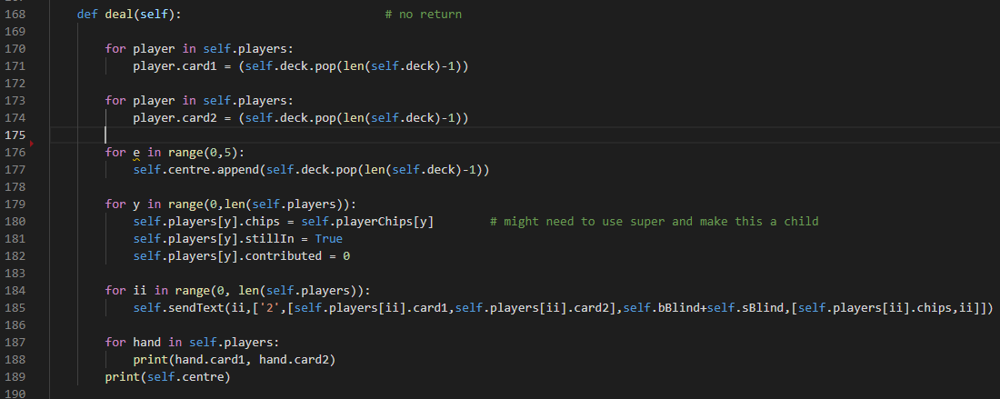 168 def deal(self): # no return
169
170 for player in self.players:
171 player.card1 = (self.deck.pop(len(self.deck)-1))
172
173 for player in self.players:
174 player.card2 = (self.deck.pop(len(self.deck)-1))
175
176 for e in range(0,5):
177 self.centre.append(self.deck.pop(len(self.deck)-1))
178
179 for y in range(0,len(self.players)):
180 self.players[y].chips = self.playerChips[y] # might need to use super and make this a child
181 self.players[y].stillIn = True
182 self.players[y].contributed = 0
183
184 for ii in range(0, len(self.players)):
185 self.sendText(ii,['2',[self.players[ii].card1,self.players[ii].card2],self.bBlind+self.sBlind,[self.players[ii].chips,ii]])
186
187 for hand in self.players:
188 print(hand.card1, hand.card2)
189 print(self.centre)
190